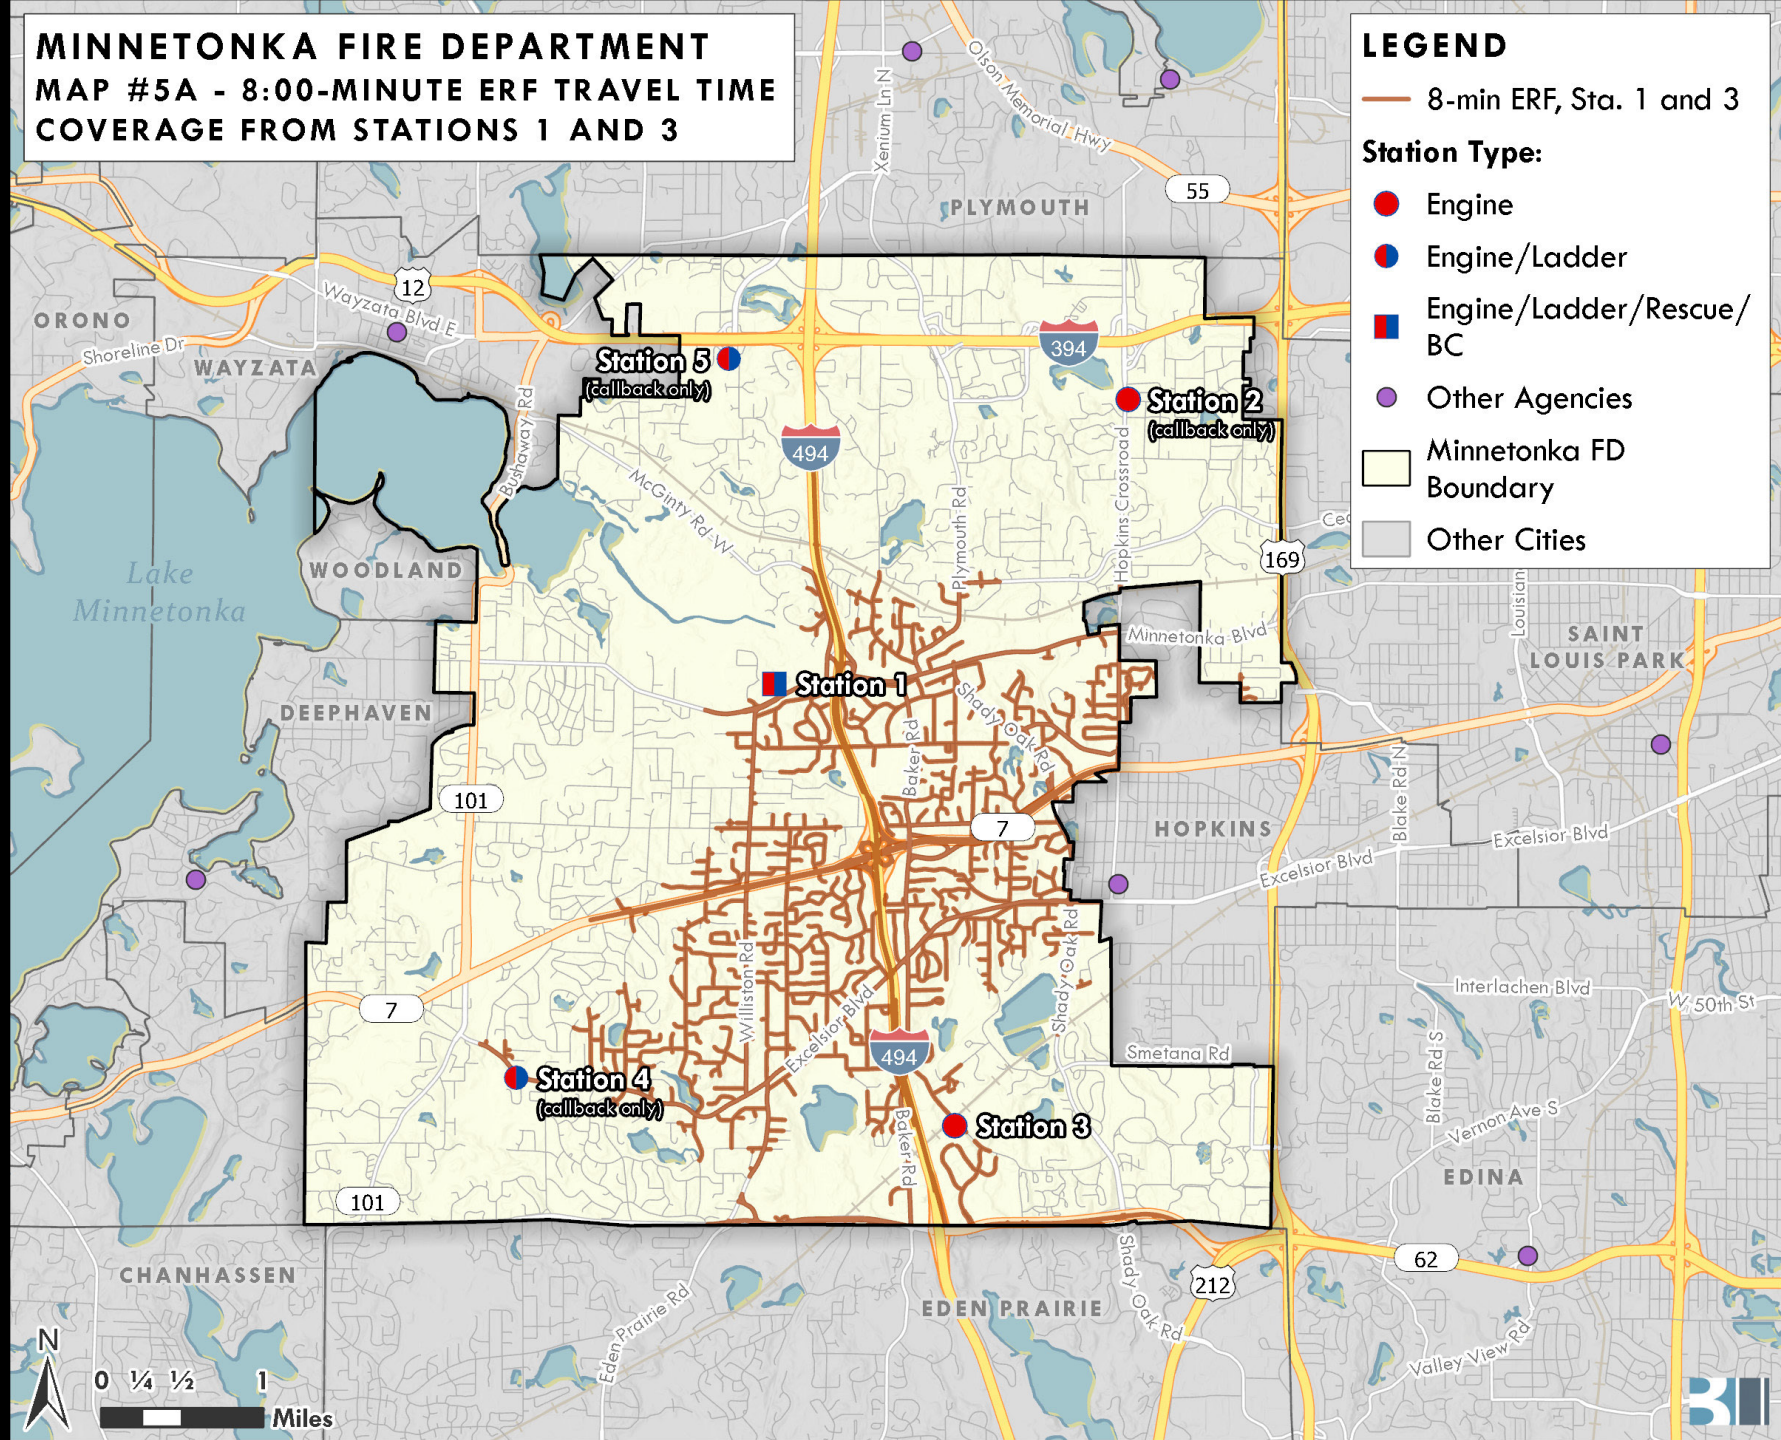 MINNETONKA FIRE DEPARTMENT
MAP #5A - 8:00-MINUTE ERF TRAVEL TIME
COVERAGE FROM STATIONS 1 AND 3
LEGEND
8-min ERF, Sta. 1 and 3
Station Type:
Engine
Engine/Ladder
Engine/Ladder/Rescue/
BC
Other Agencies
Minnetonka FD
Boundary
Other Cities
Xenium Ln N
Olson Memorial Hwy
55
PLYMOUTH
12
Wayzata Blvd E
ORONO
Shoreline Dr
WAYZATA
394
Station 5
(callback only)
Station 2
(callback only)
Bushaway Rd
494
McGinty Rd W
Plymouth Rd
Hopkins Crossroad
169
Lake
Minnetonka
WOODLAND
Minnetonka Blvd
SAINT
LOUIS PARK
Station 1
DEEPHAVEN
Shady Oak Rd
Baker Rd
101
7
HOPKINS
Blake Rd N
Excelsior Blvd
Excelsior Blvd
Williston Rd
Shady Oak Rd
Interlachen Blvd
W 50th St
7
Excelsior Blvd
494
Smetana Rd
Blake Rd S
Station 4
(callback only)
Station 3
Baker Rd
Vernon Ave S
EDINA
101
62
CHANHASSEN
212
EDEN PRAIRIE
Eden Prairie Rd
Shady Oak Rd
Valley View Rd
N
0 ¼ ½ 1
Miles